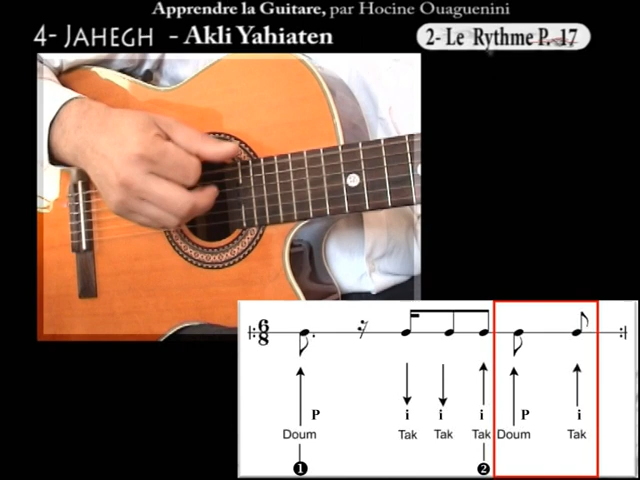 Apprendre la Guitare, par Hocine Ouaguenini
4- JAHEGH - Akli Yahiaten
2- Le Rythme P. 17
6
8
P i i i P i
Doum Tak Tak Tak Doum Tak
1 2